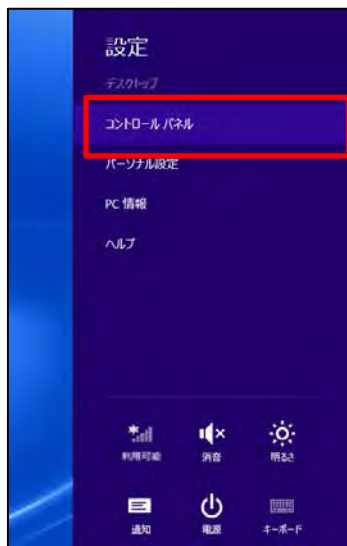 設定
デスクトップ
コントロール パネル
パーソナル設定
PC 情報
ヘルプ
利用可能 消音 明るさ
通知 電源 キーボード